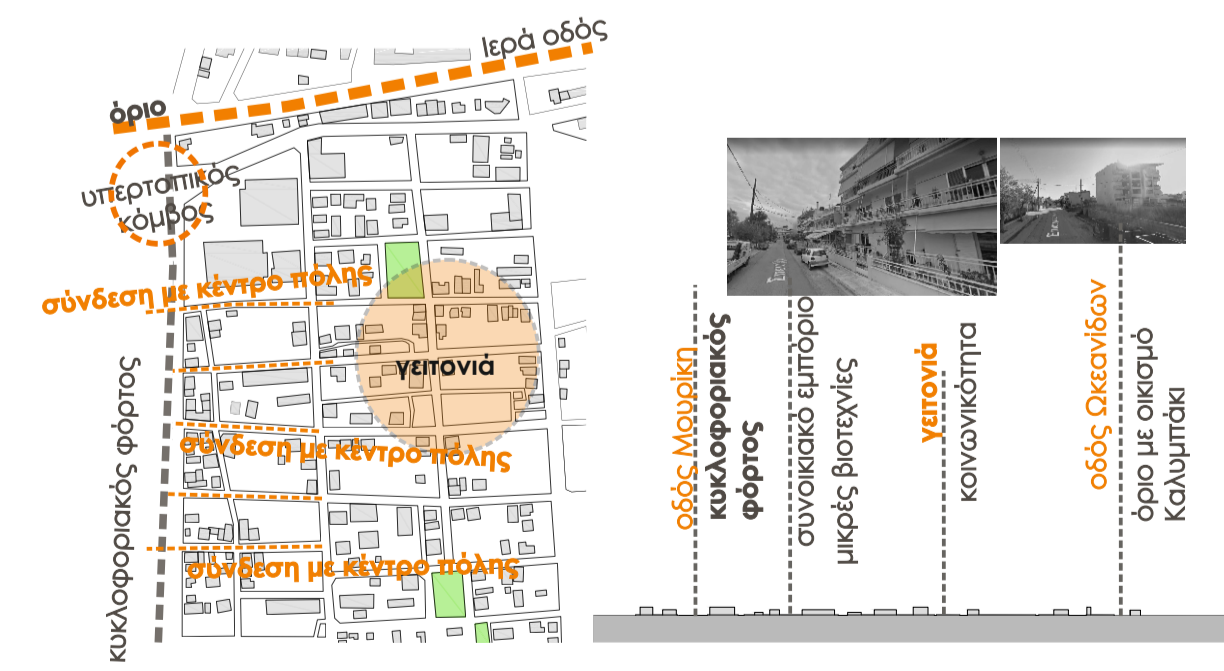 Ιερά οδός
όριο
υπερτοπικός
κόμβος
σύνδεση με κέντρο πόλης
γειτονιά
σύνδεση με κέντρο πόλης
σύνδεση με κέντρο πόλης
κυκλοφοριακός φόρτος
οδός Μουρίκη
κυκλοφοριακός
φόρτος
συνοικιακό εμπόριο
μικρές βιοτεχνίες
γειτονιά
κοινωνικότητα
οδός Ωκεανίδων
όριο με οικισμό
Καλυμπάκι